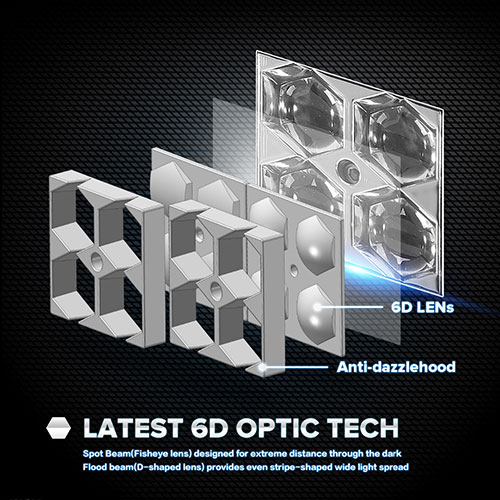 6D LENs
Anti-dazzlehood
LATEST 6D OPTIC TECH
Spot Beam(Fisheye lens) designed for extreme distance through the dark
Flood beam(D-shaped lens) provides even stripe-shaped wide light spread